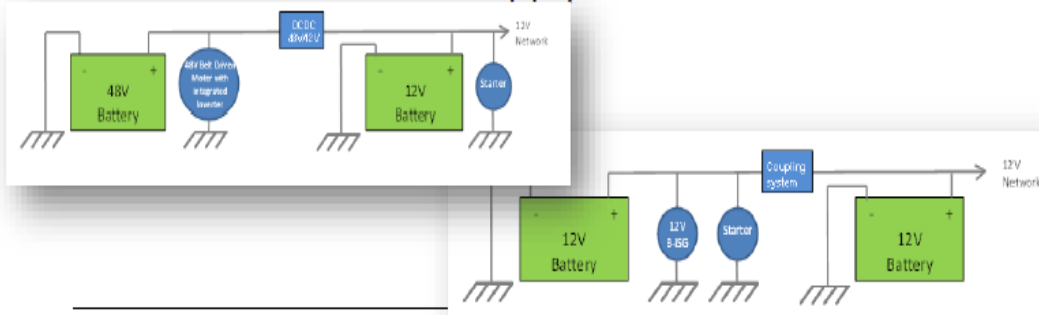 DCDC
48V/12V
12V
Network
- +
48V
Battery
48V Belt Driven
Motor with
Integrated
Inverter
- +
12V
Battery
Starter
Coupling
system
12V
Network
- +
12V
Battery
12V
B-ISG
Starter
- +
12V
Battery